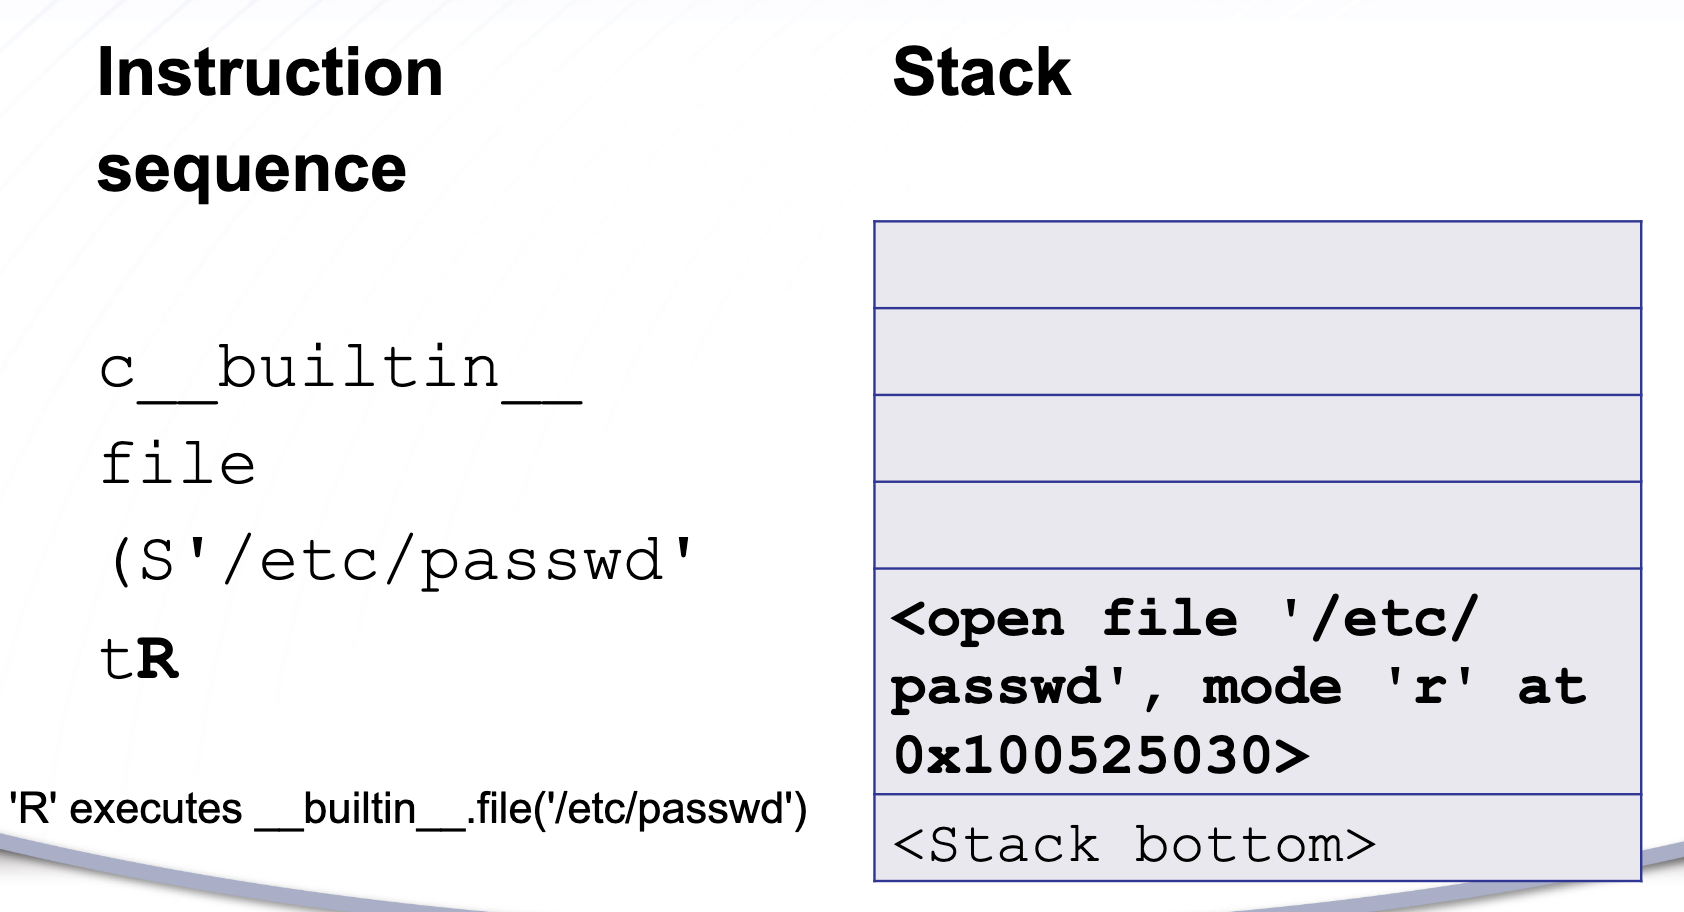 Instruction
sequence
c__builtin__
file
(S'/etc/passwd'
tR
'R' executes __builtin__.file('/etc/passwd')
Stack
<open file '/etc/
passwd', mode 'r' at
0x100525030>
<Stack bottom>